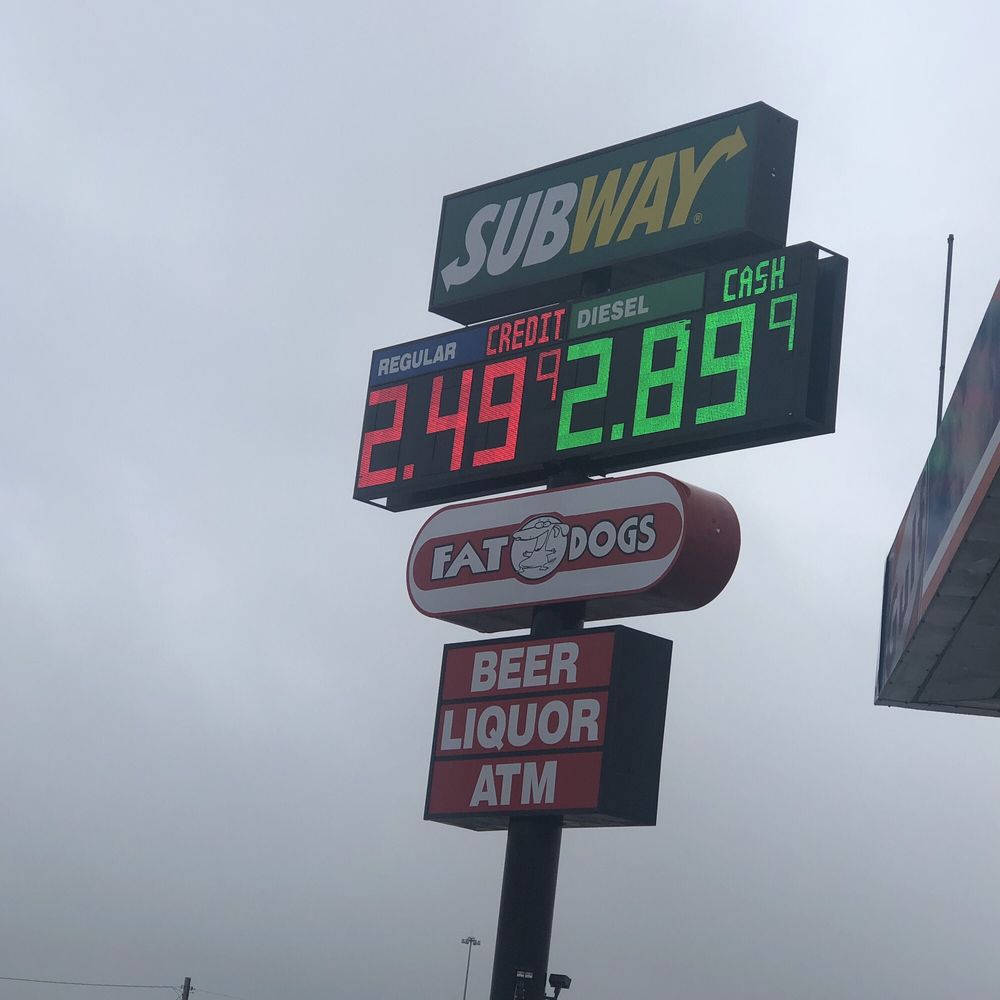 SUBWAY®
REGULAR CREDIT DIESEL CASH
2.49 9 2.89 9
FAT DOGS
BEER
LIQUOR
ATM